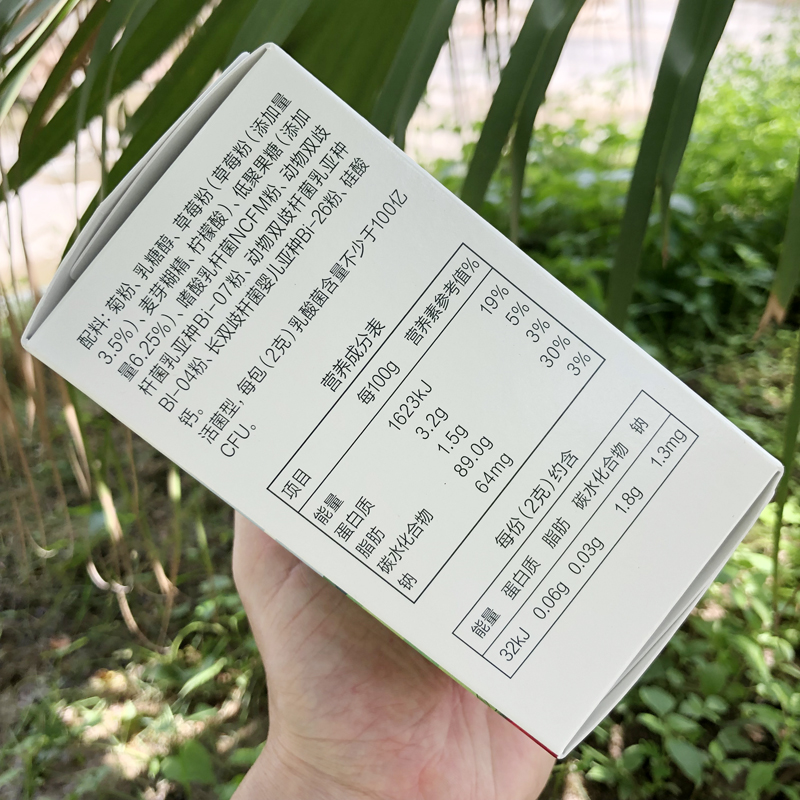 配料: 菊粉、乳糖醇、草莓粉(草莓粉(添加量
3.5%)、麦芽糊精、柠檬酸)、低聚果糖(添加
量6.25%)、嗜酸乳杆菌NCFM粉、动物双歧
杆菌乳亚种Bi-07粉、动物双歧杆菌乳亚种
BI-04粉、长双歧杆菌婴儿亚种Bi-26粉、硅酸
钙。
活菌型, 每包(2克)乳酸菌含量不少于100亿
CFU。
营养成分表
项目 每100g 营养素参考值%
能量 1623kJ 19%
蛋白质 3.2g 5%
脂肪 1.5g 3%
碳水化合物 89.0g 30%
钠 64mg 3%
每份(2克)约含
能量 蛋白质 脂肪 碳水化合物 钠
32kJ 0.06g 0.03g 1.8g 1.3mg